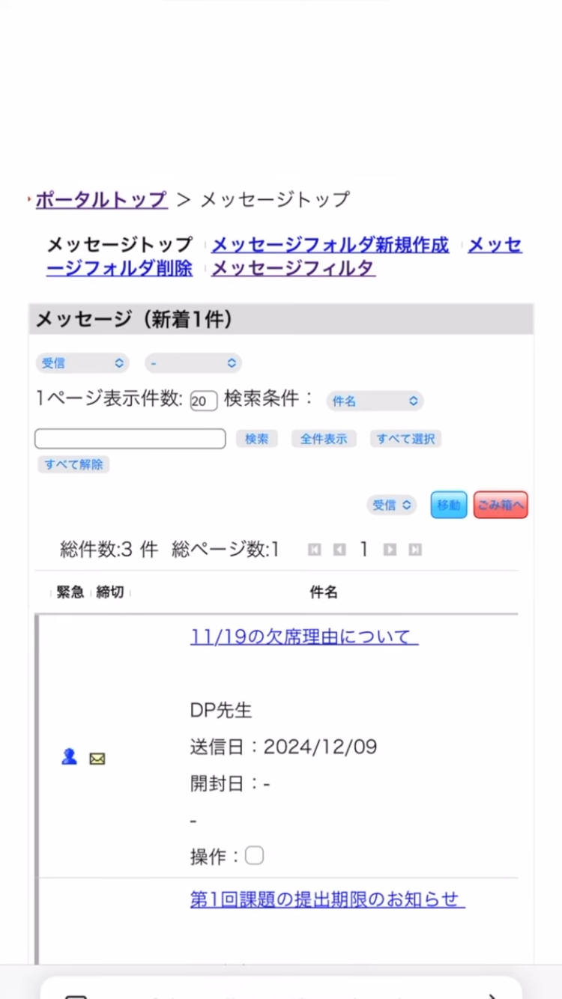 ポータルトップ ＞ メッセージトップ
メッセージトップ メッセージフォルダ新規作成 メッセ
ージフォルダ削除 メッセージフィルタ
メッセージ（新着1件）
受信 -
1ページ表示件数: 20 検索条件： 件名
検索 全件表示 すべて選択
すべて解除
受信 移動 ごみ箱へ
総件数:3 件 総ページ数:1 1
緊急 締切 件名
11/19の欠席理由について
DP先生
送信日：2024/12/09
開封日：-
-
操作：
第1回課題の提出期限のお知らせ